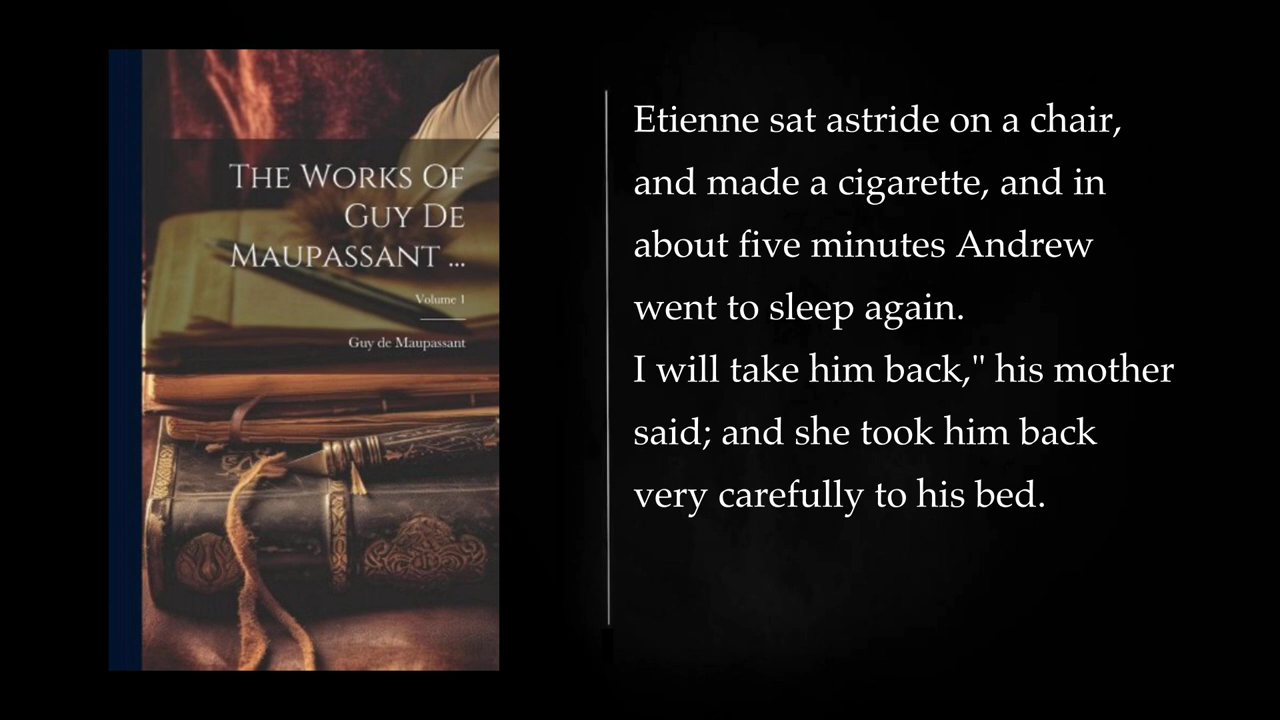 THE WORKS OF
GUY DE
MAUPASSANT ...
Volume 1
Guy de Maupassant
Etienne sat astride on a chair,
and made a cigarette, and in
about five minutes Andrew
went to sleep again.
I will take him back," his mother
said; and she took him back
very carefully to his bed.